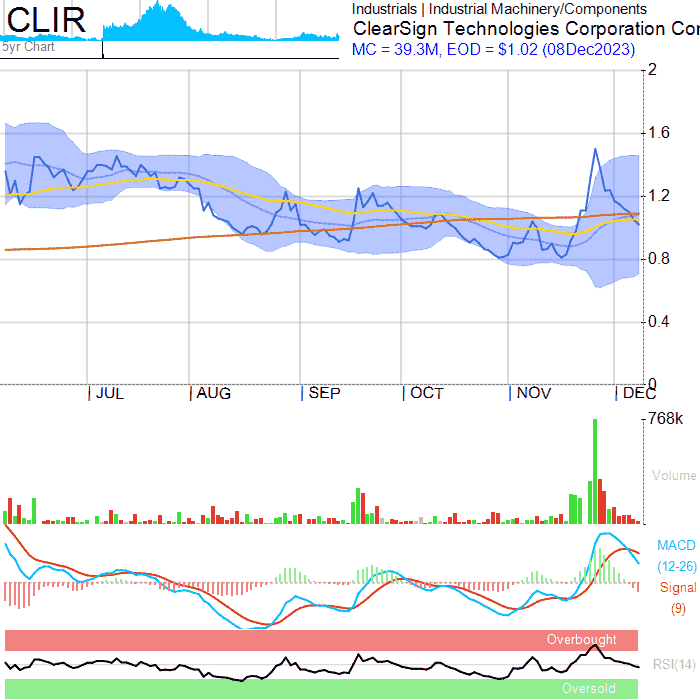 CLIR
5yr Chart
Industrials | Industrial Machinery/Components
ClearSign Technologies Corporation Cor
MC = 39.3M, EOD = $1.02 (08Dec2023)
2
1.6
1.2
0.8
0.4
0
JUL AUG SEP OCT NOV DEC
768k
Volume
MACD
(12-26)
Signal
(9)
Overbought
RSI(14)
Oversold